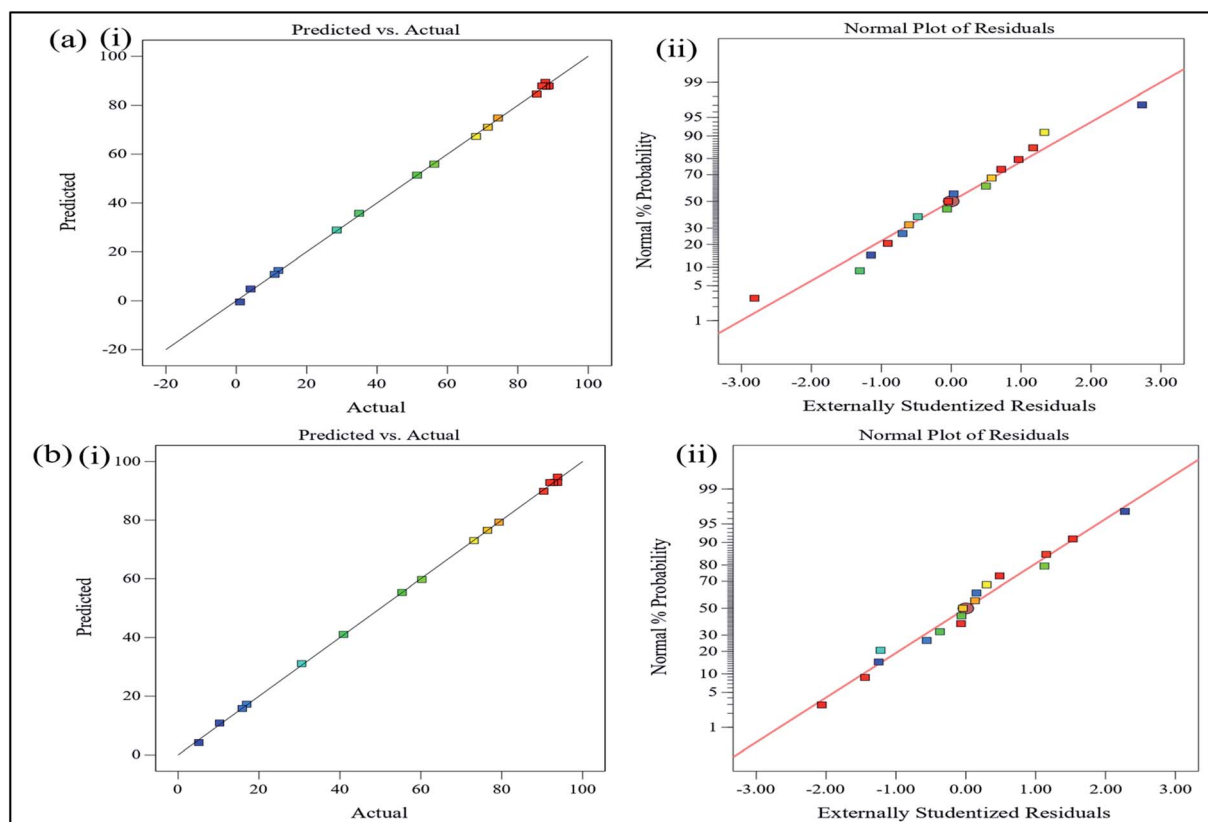 (a) (i)
Predicted vs. Actual
100
80
60
40
20
0
-20
Predicted
-20 0 20 40 60 80 100
Actual
(ii)
Normal Plot of Residuals
99
95
90
80
70
50
30
20
10
5
1
Normal % Probability
-3.00 -2.00 -1.00 0.00 1.00 2.00 3.00
Externally Studentized Residuals
(b) (i)
Predicted vs. Actual
100
80
60
40
20
0
Predicted
0 20 40 60 80 100
Actual
(ii)
Normal Plot of Residuals
99
95
90
80
70
50
30
20
10
5
1
Normal % Probability
-3.00 -2.00 -1.00 0.00 1.00 2.00 3.00
Externally Studentized Residuals